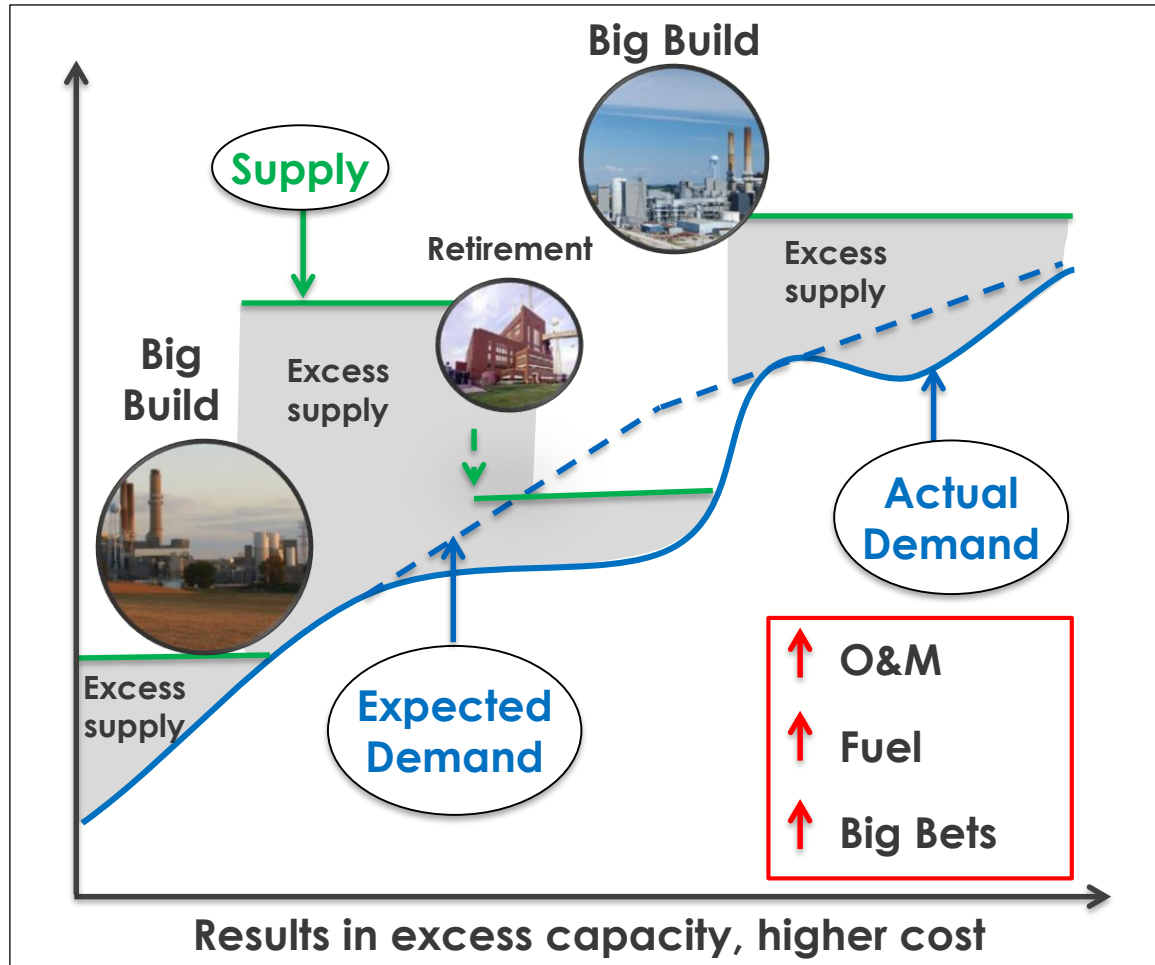 Big Build
Supply
Retirement
Excess
supply
Big
Build
Excess
supply
Actual
Demand
Excess
supply
Expected
Demand
O&M
Fuel
Big Bets
Results in excess capacity, higher cost